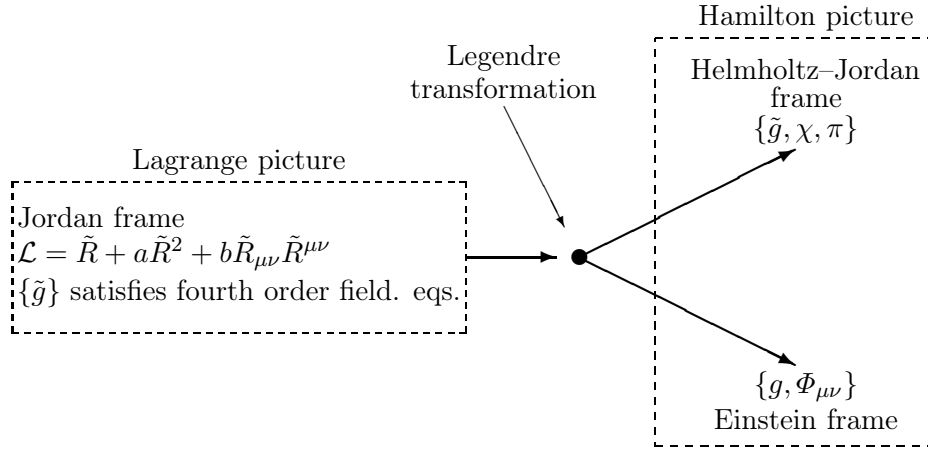 Hamilton picture
Legendre
transformation
Helmholtz–Jordan
frame
{g̃, χ, π}
Lagrange picture
Jordan frame
ℒ = R̃ + aR̃² + bR̃_μν R̃^μν
{g̃} satisfies fourth order field. eqs.
{g, Φ_μν}
Einstein frame